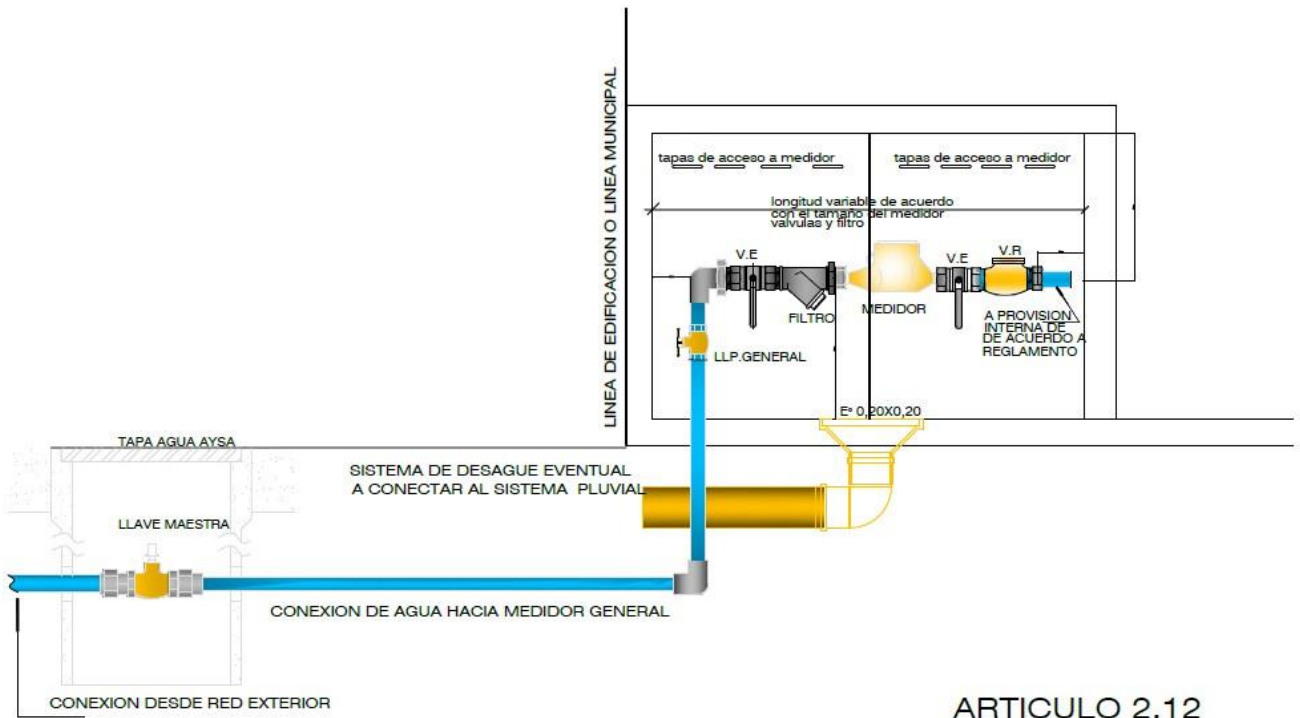 LINEA DE EDIFICACION O LINEA MUNICIPAL
tapas de acceso a medidor
tapas de acceso a medidor
longitud variable de acuerdo
con el tamaño del medidor
valvulas y filtro
V.E
V.E
V.R
FILTRO
MEDIDOR
A PROVISION
INTERNA DE
DE ACUERDO A
REGLAMENTO
LLP.GENERAL
Eº 0,20X0,20
TAPA AGUA AYSA
SISTEMA DE DESAGUE EVENTUAL
A CONECTAR AL SISTEMA PLUVIAL
LLAVE MAESTRA
CONEXION DE AGUA HACIA MEDIDOR GENERAL
CONEXION DESDE RED EXTERIOR
ARTICULO 2.12